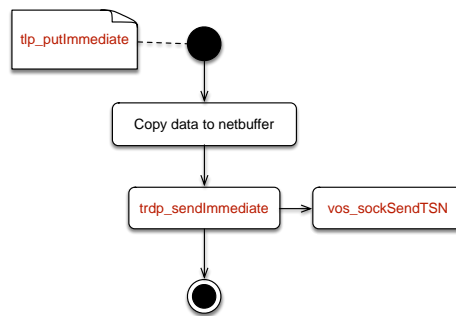 tlp_putImmediate
Copy data to netbuffer
trdp_sendImmediate
vos_sockSendTSN